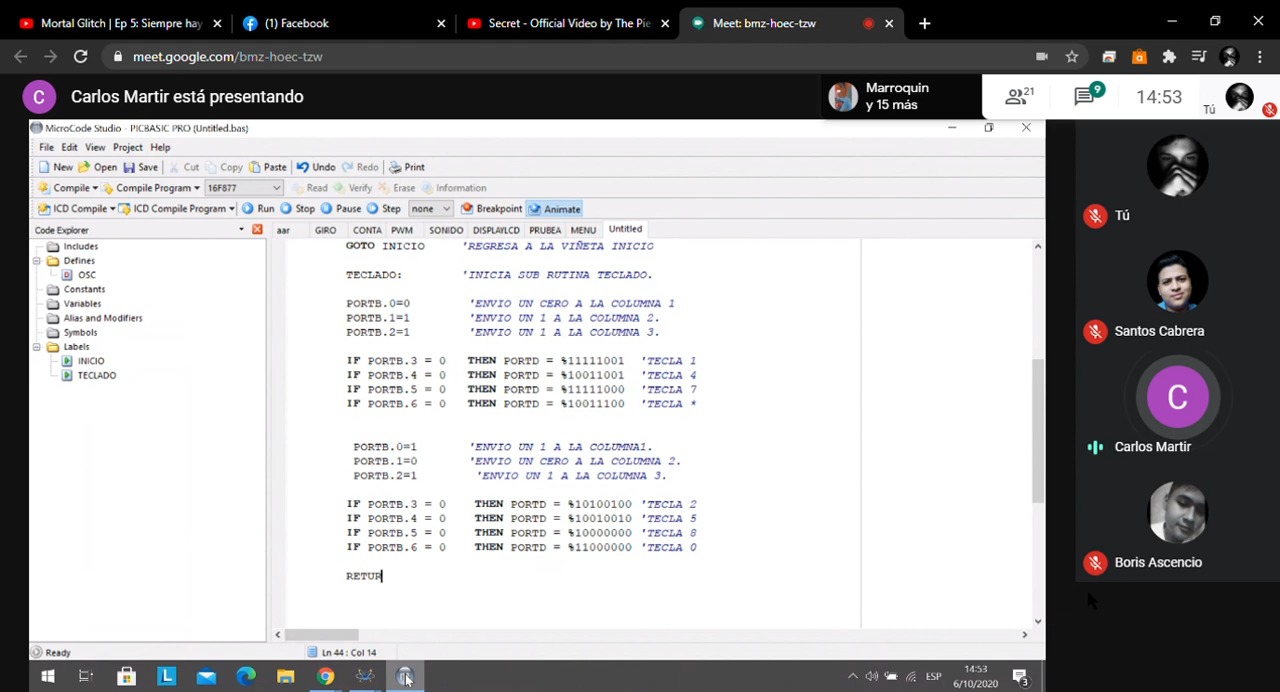 Mortal Glitch | Ep 5: Siempre hay
(1) Facebook
Secret - Official Video by The Pie
Meet: bmz-hoec-tzw
meet.google.com/bmz-hoec-tzw
C
Carlos Martir está presentando
Marroquin
y 15 más
21
9
14:53
Tú
MicroCode Studio - PICBASIC PRO (Untitled.bas)
File Edit View Project Help
New Open Save Cut Copy Paste Undo Redo Print
Compile Compile Program 16F877 Read Verify Erase Information
ICD Compile ICD Compile Program Run Stop Pause Step none Breakpoint Animate
Code Explorer
aar GIRO CONTA PWM SONIDO DISPLAYLCD PRUBEA MENU Untitled
Includes
Defines
D OSC
Constants
Variables
Alias and Modifiers
Symbols
Labels
INICIO
TECLADO
GOTO INICIO 'REGRESA A LA VIÑETA INICIO
TECLADO: 'INICIA SUB RUTINA TECLADO.
PORTB.0=0 'ENVIO UN CERO A LA COLUMNA 1
PORTB.1=1 'ENVIO UN 1 A LA COLUMNA 2.
PORTB.2=1 'ENVIO UN 1 A LA COLUMNA 3.
IF PORTB.3 = 0 THEN PORTD = %11111001 'TECLA 1
IF PORTB.4 = 0 THEN PORTD = %10011001 'TECLA 4
IF PORTB.5 = 0 THEN PORTD = %11111000 'TECLA 7
IF PORTB.6 = 0 THEN PORTD = %10011100 'TECLA *
PORTB.0=1 'ENVIO UN 1 A LA COLUMNA1.
PORTB.1=0 'ENVIO UN CERO A LA COLUMNA 2.
PORTB.2=1 'ENVIO UN 1 A LA COLUMNA 3.
IF PORTB.3 = 0 THEN PORTD = %10100100 'TECLA 2
IF PORTB.4 = 0 THEN PORTD = %10010010 'TECLA 5
IF PORTB.5 = 0 THEN PORTD = %10000000 'TECLA 8
IF PORTB.6 = 0 THEN PORTD = %11000000 'TECLA 0
RETUR
Ready
Ln 44 : Col 14
L
ESP
14:53
6/10/2020
3
Tú
Santos Cabrera
C
Carlos Martir
Boris Ascencio